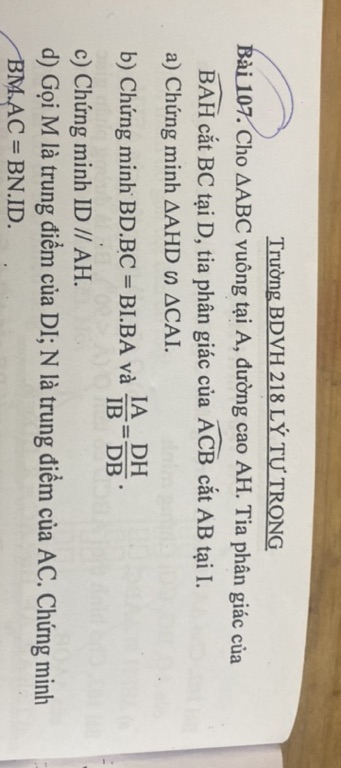 Trường BDVH 218 LÝ TỰ TRỌNG
Bài 107. Cho ΔABC vuông tại A, đường cao AH. Tia phân giác của
BAH cắt BC tại D, tia phân giác của ACB cắt AB tại I.
a) Chứng minh ΔAHD ∽ ΔCAI.
b) Chứng minh BD.BC = BI.BA và IA/IB = DH/DB.
c) Chứng minh ID // AH.
d) Gọi M là trung điểm của DI; N là trung điểm của AC. Chứng minh
BM.AC = BN.ID.